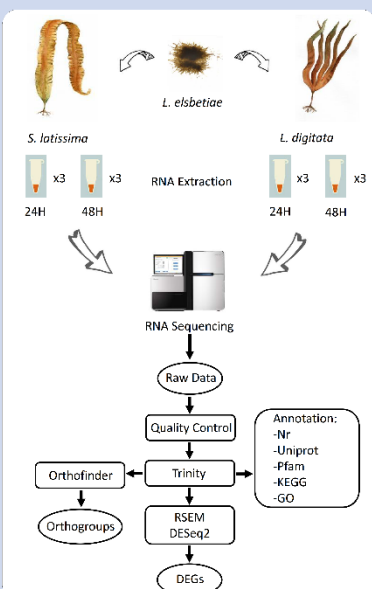 L. elsbetiae
S. latissima
L. digitata
x3
x3
RNA Extraction
x3
x3
24H
48H
24H
48H
RNA Sequencing
Raw Data
Quality Control
Annotation:
-Nr
-Uniprot
-Pfam
-KEGG
-GO
Orthofinder
Trinity
Orthogroups
RSEM
DESeq2
DEGs